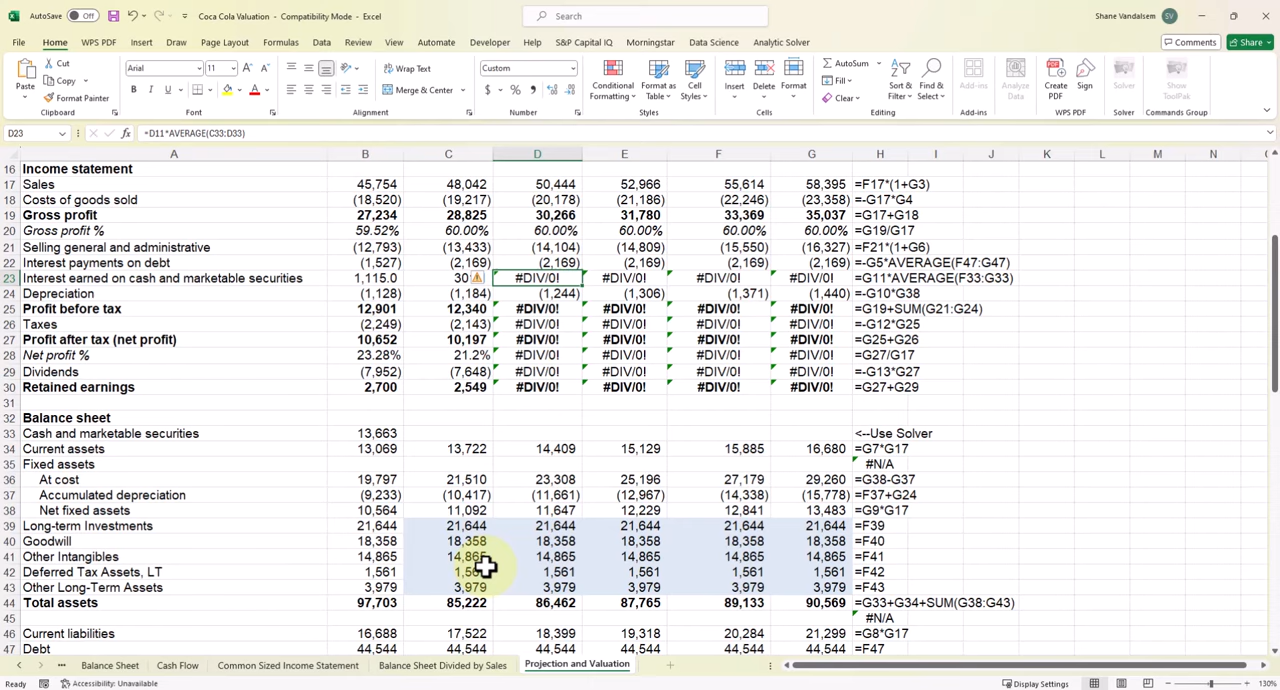 AutoSave Off Coca Cola Valuation - Compatibility Mode - Excel Search Shane Vandalsem SV
File Home WPS PDF Insert Draw Page Layout Formulas Data Review View Automate Developer Help S&P Capital IQ Morningstar Data Science Analytic Solver Comments Share
Paste Cut Copy Format Painter Arial 11 B I U Wrap Text Merge & Center Custom $ % Conditional Formatting Format as Table Cell Styles Insert Delete Format AutoSum Fill Clear Sort & Filter Find & Select Add-ins Analyze Data Create PDF Sign Solver Show ToolPak
Clipboard Font Alignment Number Styles Cells Editing Add-ins WPS PDF Solver Commands Group
D23 fx =D11*AVERAGE(C33:D33)
A B C D E F G H I J K L M N
16 Income statement
17 Sales 45,754 48,042 50,444 52,966 55,614 58,395 =F17*(1+G3)
18 Costs of goods sold (18,520) (19,217) (20,178) (21,186) (22,246) (23,358) =-G17*G4
19 Gross profit 27,234 28,825 30,266 31,780 33,369 35,037 =G17+G18
20 Gross profit % 59.52% 60.00% 60.00% 60.00% 60.00% 60.00% =G19/G17
21 Selling general and administrative (12,793) (13,433) (14,104) (14,809) (15,550) (16,327) =F21*(1+G6)
22 Interest payments on debt (1,527) (2,169) (2,169) (2,169) (2,169) (2,169) =-G5*AVERAGE(F47:G47)
23 Interest earned on cash and marketable securities 1,115.0 30 #DIV/0! #DIV/0! #DIV/0! #DIV/0! =G11*AVERAGE(F33:G33)
24 Depreciation (1,128) (1,184) (1,244) (1,306) (1,371) (1,440) =-G10*G38
25 Profit before tax 12,901 12,340 #DIV/0! #DIV/0! #DIV/0! #DIV/0! =G19+SUM(G21:G24)
26 Taxes (2,249) (2,143) #DIV/0! #DIV/0! #DIV/0! #DIV/0! =-G12*G25
27 Profit after tax (net profit) 10,652 10,197 #DIV/0! #DIV/0! #DIV/0! #DIV/0! =G25+G26
28 Net profit % 23.28% 21.2% #DIV/0! #DIV/0! #DIV/0! #DIV/0! =G27/G17
29 Dividends (7,952) (7,648) #DIV/0! #DIV/0! #DIV/0! #DIV/0! =-G13*G27
30 Retained earnings 2,700 2,549 #DIV/0! #DIV/0! #DIV/0! #DIV/0! =G27+G29
31
32 Balance sheet
33 Cash and marketable securities 13,663 <--Use Solver
34 Current assets 13,069 13,722 14,409 15,129 15,885 16,680 =G7*G17
35 Fixed assets #N/A
36 At cost 19,797 21,510 23,308 25,196 27,179 29,260 =G38-G37
37 Accumulated depreciation (9,233) (10,417) (11,661) (12,967) (14,338) (15,778) =F37+G24
38 Net fixed assets 10,564 11,092 11,647 12,229 12,841 13,483 =G9*G17
39 Long-term Investments 21,644 21,644 21,644 21,644 21,644 21,644 =F39
40 Goodwill 18,358 18,358 18,358 18,358 18,358 18,358 =F40
41 Other Intangibles 14,865 14,865 14,865 14,865 14,865 14,865 =F41
42 Deferred Tax Assets, LT 1,561 1,561 1,561 1,561 1,561 =F42
43 Other Long-Term Assets 3,979 3,979 3,979 3,979 3,979 3,979 =F43
44 Total assets 97,703 85,222 86,462 87,765 89,133 90,569 =G33+G34+SUM(G38:G43)
45 #N/A
46 Current liabilities 16,688 17,522 18,399 19,318 20,284 21,299 =G8*G17
47 Debt 44,544 44,544 44,544 44,544 44,544 44,544 =F47
Balance Sheet Cash Flow Common Sized Income Statement Balance Sheet Divided by Sales Projection and Valuation
Ready Accessibility: Unavailable Display Settings 130%